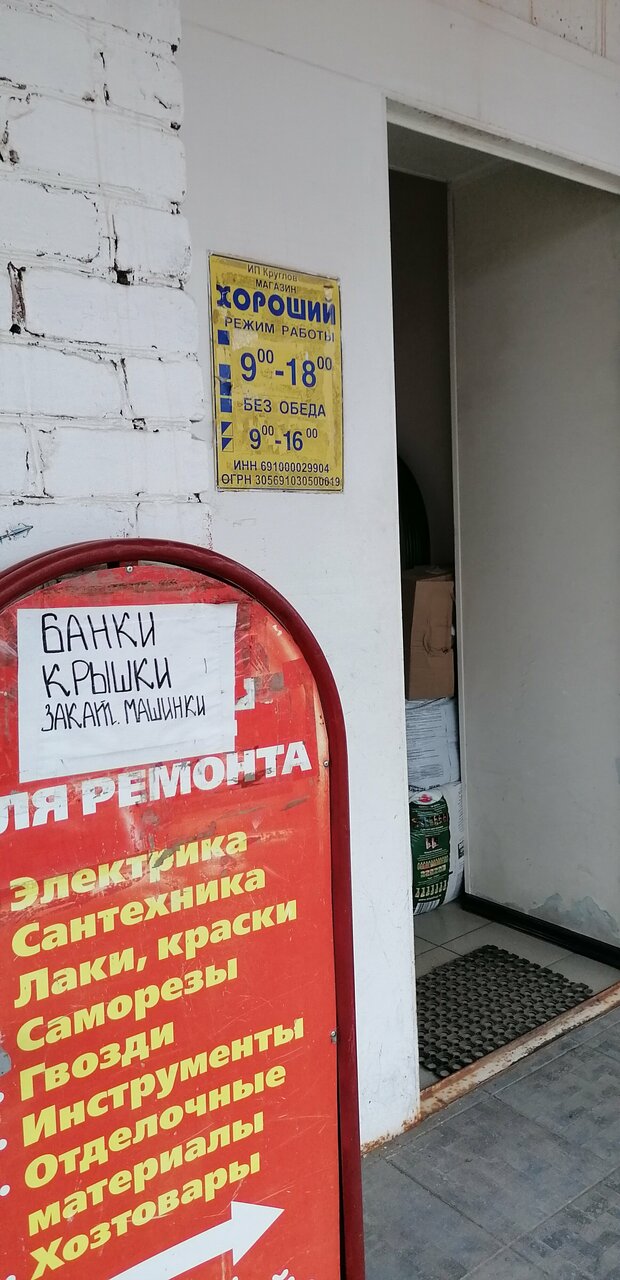 ИП Круглов
МАГАЗИН
ХОРОШИЙ
РЕЖИМ РАБОТЫ
9⁰⁰-18⁰⁰
БЕЗ ОБЕДА
9⁰⁰-16⁰⁰
ИНН 691000029904
ОГРН 305691030500019
БАНКИ
КРЫШКИ
ЗАКАТ. МАШИНКИ
ЛЯ РЕМОНТА
Электрика
Сантехника
Лаки, краски
Саморезы
Гвозди
Инструменты
Отделочные
материалы
Хозтовары